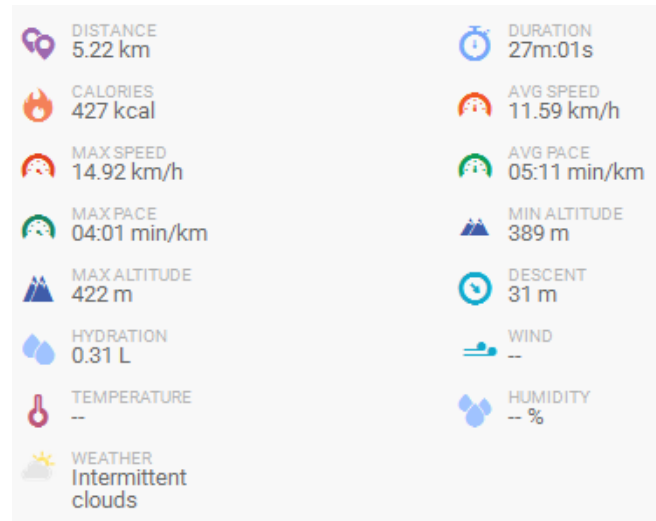 DISTANCE
5.22 km
DURATION
27m:01s
CALORIES
427 kcal
AVG SPEED
11.59 km/h
MAX SPEED
14.92 km/h
AVG PACE
05:11 min/km
MAX PACE
04:01 min/km
MIN ALTITUDE
389 m
MAX ALTITUDE
422 m
DESCENT
31 m
HYDRATION
0.31 L
WIND
--
TEMPERATURE
--
HUMIDITY
-- %
WEATHER
Intermittent
clouds